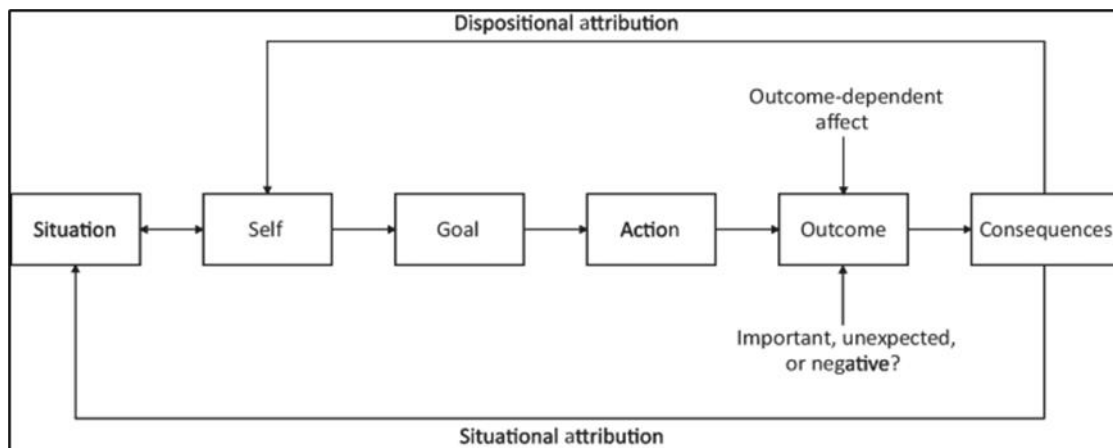 Dispositional attribution
Outcome-dependent
affect
Situation
Self
Goal
Action
Outcome
Consequences
Important, unexpected,
or negative?
Situational attribution